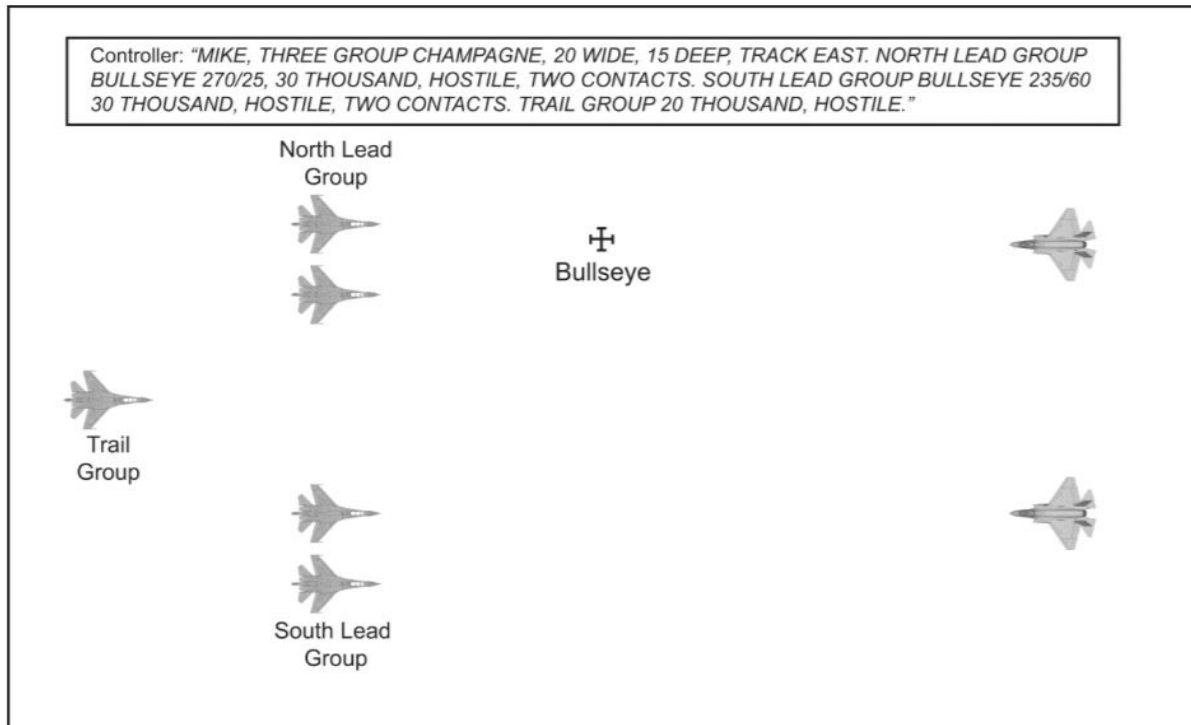 Controller: "MIKE, THREE GROUP CHAMPAGNE, 20 WIDE, 15 DEEP, TRACK EAST. NORTH LEAD GROUP
BULLSEYE 270/25, 30 THOUSAND, HOSTILE, TWO CONTACTS. SOUTH LEAD GROUP BULLSEYE 235/60
30 THOUSAND, HOSTILE, TWO CONTACTS. TRAIL GROUP 20 THOUSAND, HOSTILE."
North Lead
Group
Bullseye
Trail
Group
South Lead
Group